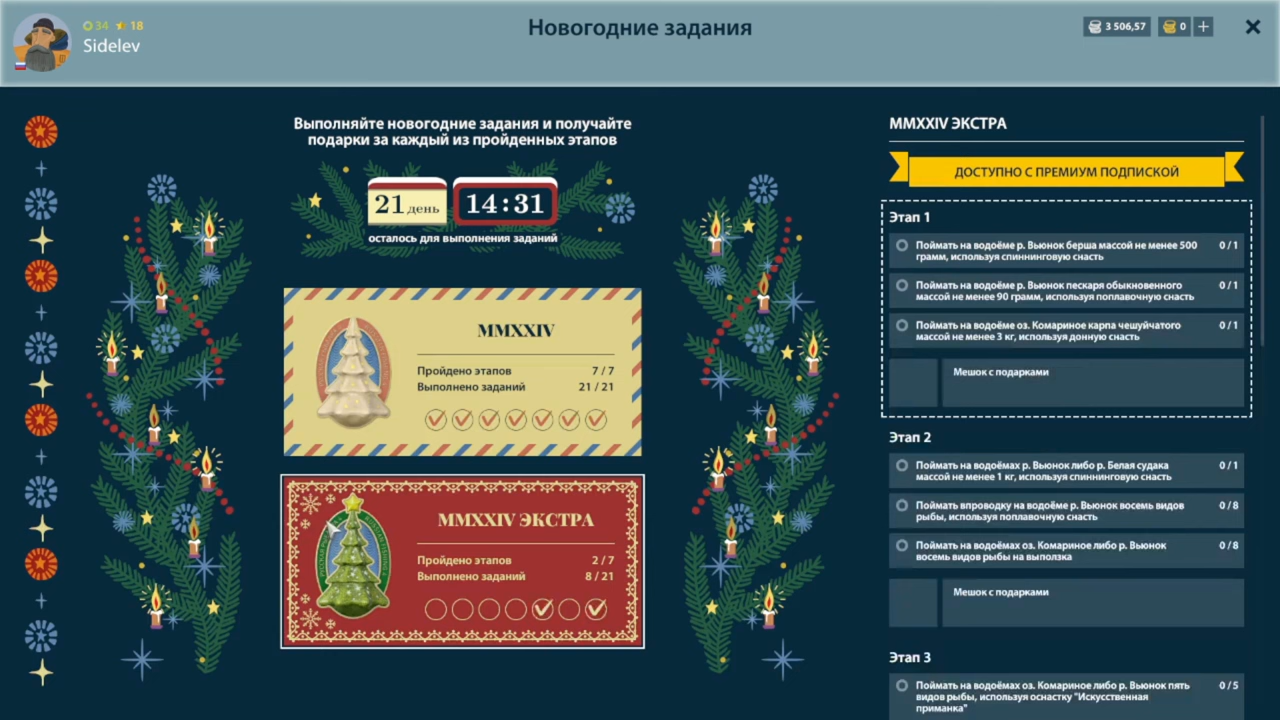 34 18
Sidelev
Новогодние задания
3 506,57
0
Выполняйте новогодние задания и получайте
подарки за каждый из пройденных этапов
21 день
14:31
осталось для выполнения заданий
MMXXIV
Пройдено этапов 7 / 7
Выполнено заданий 21 / 21
MMXXIV ЭКСТРА
Пройдено этапов 2 / 7
Выполнено заданий 8 / 21
MMXXIV ЭКСТРА
ДОСТУПНО С ПРЕМИУМ ПОДПИСКОЙ
Этап 1
Поймать на водоёме р. Вьюнок берша массой не менее 500 0 / 1
грамм, используя спиннинговую снасть
Поймать на водоёме р. Вьюнок пескаря обыкновенного 0 / 1
массой не менее 90 грамм, используя поплавочную снасть
Поймать на водоёме оз. Комариное карпа чешуйчатого 0 / 1
массой не менее 3 кг, используя донную снасть
Мешок с подарками
Этап 2
Поймать на водоёмах р. Вьюнок либо р. Белая судака 0 / 1
массой не менее 1 кг, используя спиннинговую снасть
Поймать впроводку на водоёме р. Вьюнок восемь видов 0 / 8
рыбы, используя поплавочную снасть
Поймать на водоёмах оз. Комариное либо р. Вьюнок 0 / 8
восемь видов рыбы на выползка
Мешок с подарками
Этап 3
Поймать на водоёмах оз. Комариное либо р. Вьюнок пять 0 / 5
видов рыбы, используя оснастку "Искусственная
приманка"